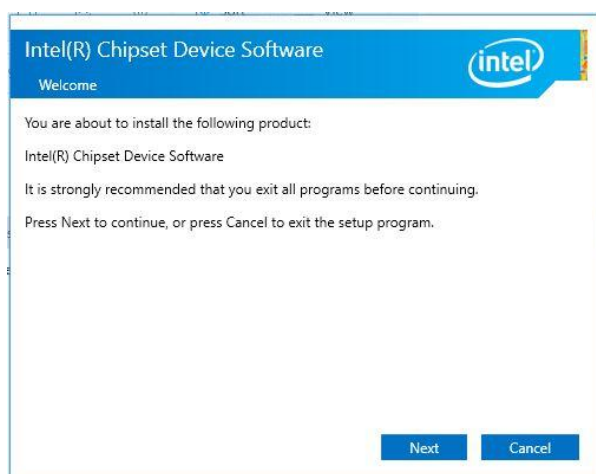 Intel(R) Chipset Device Software
intel
Welcome
You are about to install the following product:
Intel(R) Chipset Device Software
It is strongly recommended that you exit all programs before continuing.
Press Next to continue, or press Cancel to exit the setup program.
Next
Cancel